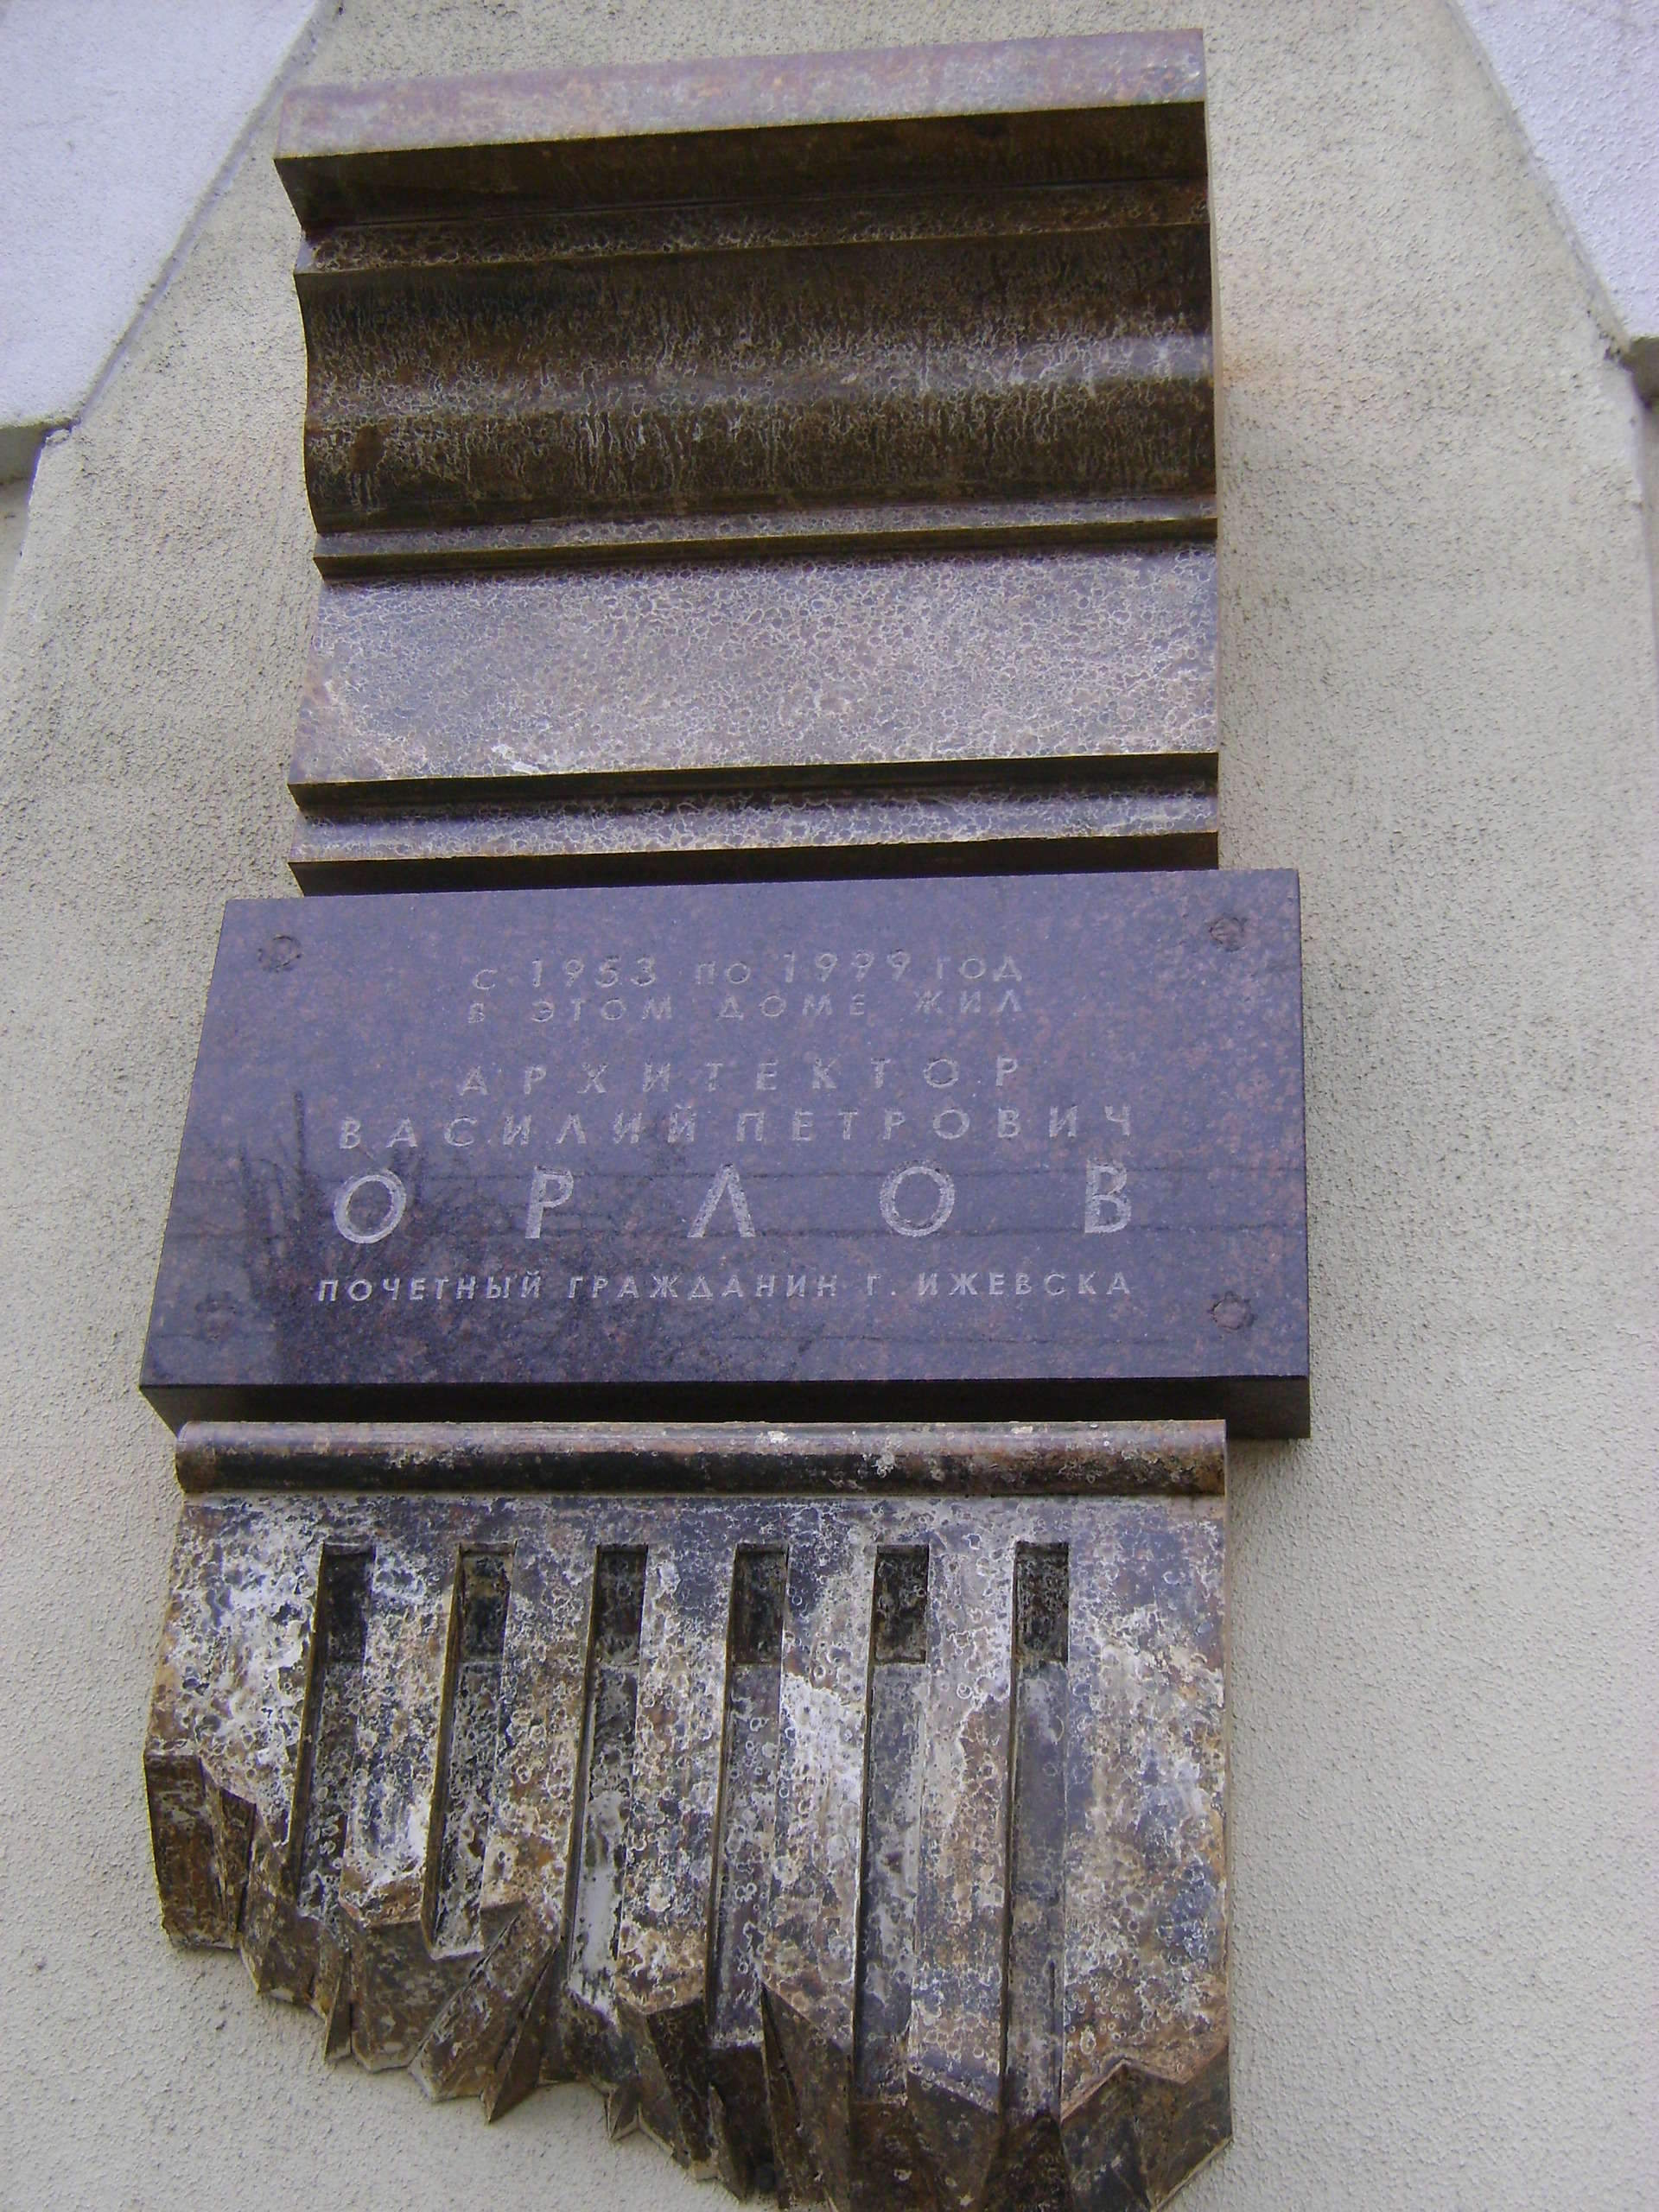 С 1953 ПО 1999 ГОД
В ЭТОМ ДОМЕ ЖИЛ
АРХИТЕКТОР
ВАСИЛИЙ ПЕТРОВИЧ
ОРЛОВ
ПОЧЕТНЫЙ ГРАЖДАНИН Г. ИЖЕВСКА